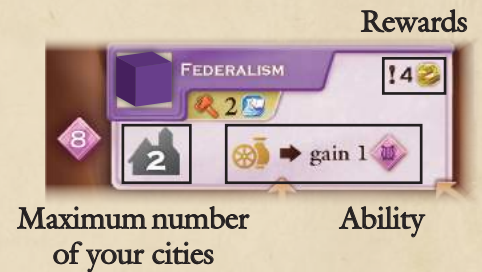 Rewards
FEDERALISM
!4
2
8
2
gain 1
Maximum number
of your cities
Ability